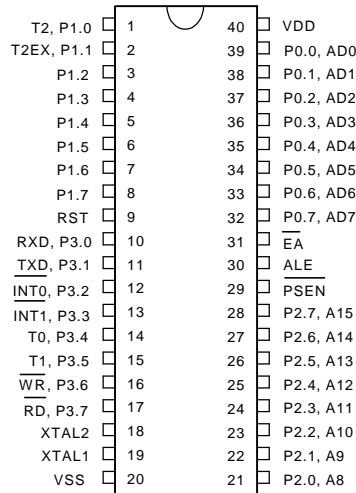 T2, P1.0 1 40 VDD
T2EX, P1.1 2 39 P0.0, AD0
P1.2 3 38 P0.1, AD1
P1.3 4 37 P0.2, AD2
P1.4 5 36 P0.3, AD3
P1.5 6 35 P0.4, AD4
P1.6 7 34 P0.5, AD5
P1.7 8 33 P0.6, AD6
RST 9 32 P0.7, AD7
RXD, P3.0 10 31 EA
TXD, P3.1 11 30 ALE
INT0, P3.2 12 29 PSEN
INT1, P3.3 13 28 P2.7, A15
T0, P3.4 14 27 P2.6, A14
T1, P3.5 15 26 P2.5, A13
WR, P3.6 16 25 P2.4, A12
RD, P3.7 17 24 P2.3, A11
XTAL2 18 23 P2.2, A10
XTAL1 19 22 P2.1, A9
VSS 20 21 P2.0, A8